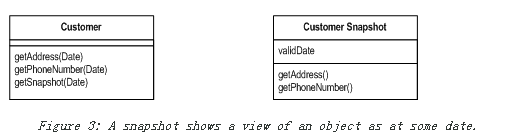 Customer
getAddress(Date)
getPhoneNumber(Date)
getSnapshot(Date)
Customer Snapshot
validDate
getAddress()
getPhoneNumber()
Figure 3: A snapshot shows a view of an object as at some date.